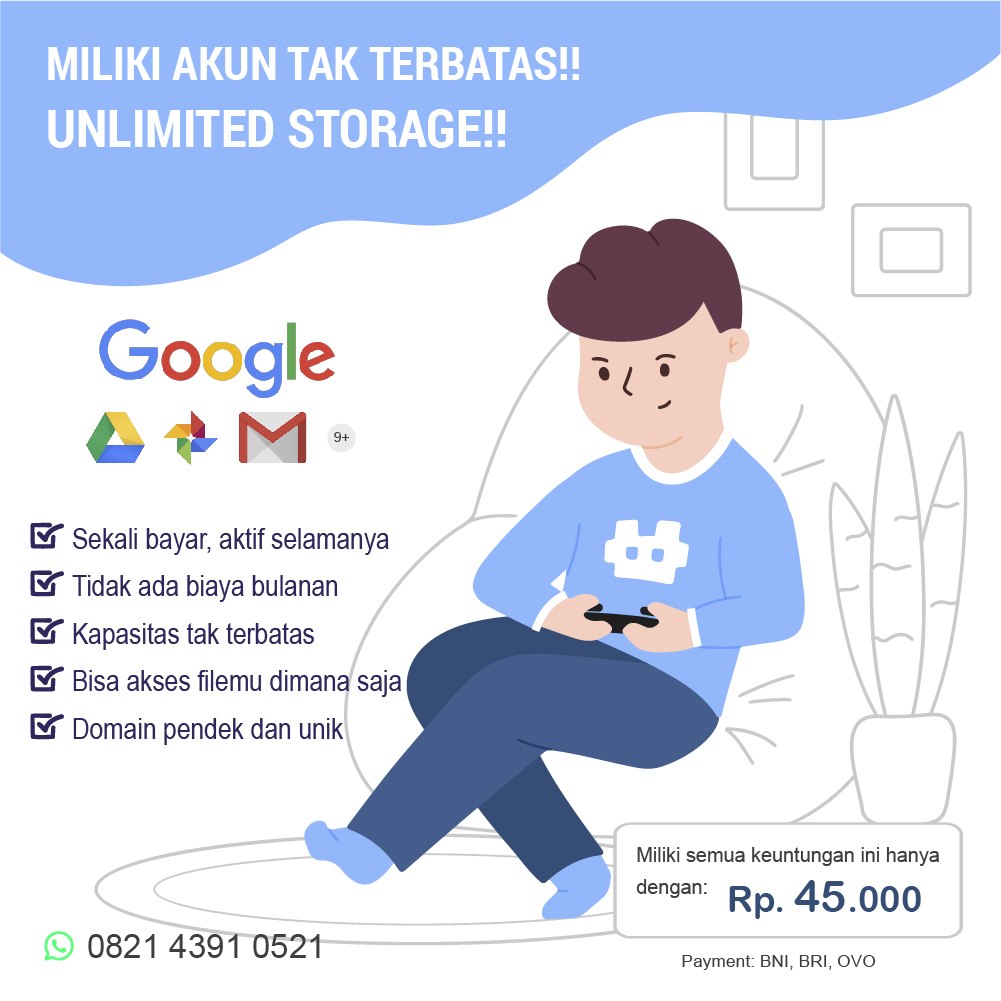 MILIKI AKUN TAK TERBATAS!!
UNLIMITED STORAGE!!
Google
9+
Sekali bayar, aktif selamanya
Tidak ada biaya bulanan
Kapasitas tak terbatas
Bisa akses filemu dimana saja
Domain pendek dan unik
Miliki semua keuntungan ini hanya
dengan: Rp. 45.000
0821 4391 0521
Payment: BNI, BRI, OVO